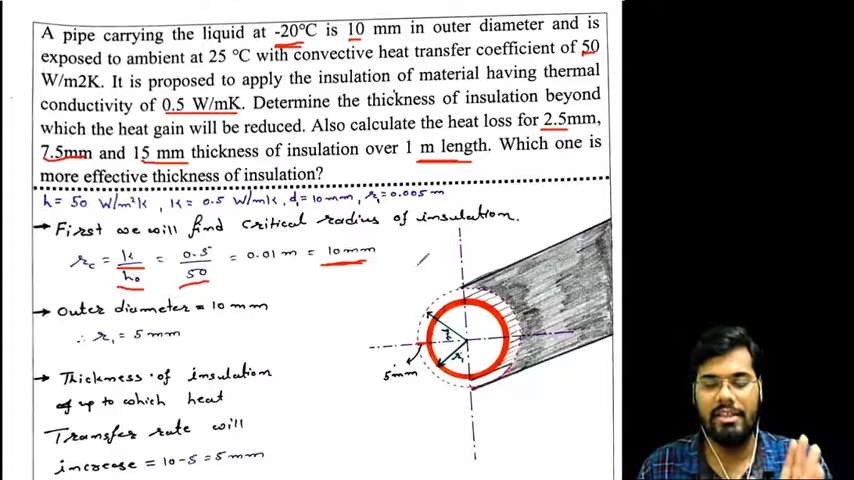 A pipe carrying the liquid at -20°C is 10 mm in outer diameter and is
exposed to ambient at 25 °C with convective heat transfer coefficient of 50
W/m2K. It is proposed to apply the insulation of material having thermal
conductivity of 0.5 W/mK. Determine the thickness of insulation beyond
which the heat gain will be reduced. Also calculate the heat loss for 2.5mm,
7.5mm and 15 mm thickness of insulation over 1 m length. Which one is
more effective thickness of insulation?
h = 50 W/m²K, K = 0.5 W/mK, d₁ = 10mm, r₁ = 0.005 m
→ First we will find critical radius of insulation.
r_c = K/h₀ = 0.5/50 = 0.01 m = 10mm
→ Outer diameter = 10 mm
∴ r₁ = 5 mm
r₁
5mm
→ Thickness of insulation
of up to which heat
Transfer rate will
increase = 10-5 = 5 mm